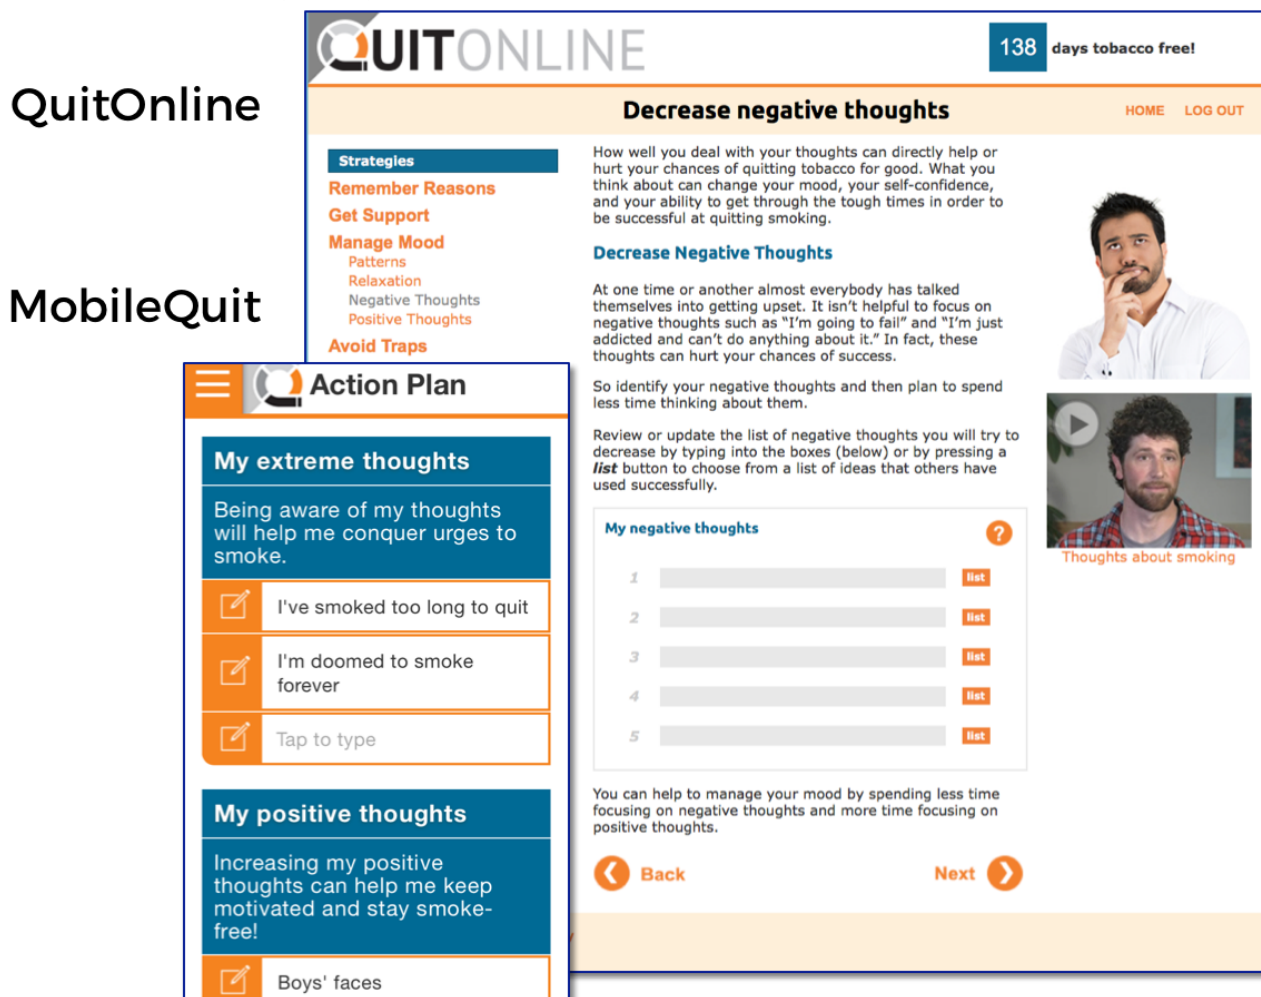 QuitOnline
MobileQuit
QUITONLINE
138 days tobacco free!
Decrease negative thoughts
HOME LOG OUT
Strategies
Remember Reasons
Get Support
Manage Mood
Patterns
Relaxation
Negative Thoughts
Positive Thoughts
Avoid Traps
How well you deal with your thoughts can directly help or
hurt your chances of quitting tobacco for good. What you
think about can change your mood, your self-confidence,
and your ability to get through the tough times in order to
be successful at quitting smoking.
Decrease Negative Thoughts
At one time or another almost everybody has talked
themselves into getting upset. It isn’t helpful to focus on
negative thoughts such as “I’m going to fail” and “I’m just
addicted and can’t do anything about it.” In fact, these
thoughts can hurt your chances of success.
So identify your negative thoughts and then plan to spend
less time thinking about them.
Review or update the list of negative thoughts you will try to
decrease by typing into the boxes (below) or by pressing a
list button to choose from a list of ideas that others have
used successfully.
My negative thoughts ?
1 list
2 list
3 list
4 list
5 list
You can help to manage your mood by spending less time
focusing on negative thoughts and more time focusing on
positive thoughts.
Back Next
Thoughts about smoking
Action Plan
My extreme thoughts
Being aware of my thoughts
will help me conquer urges to
smoke.
I've smoked too long to quit
I'm doomed to smoke
forever
Tap to type
My positive thoughts
Increasing my positive
thoughts can help me keep
motivated and stay smoke-
free!
Boys' faces